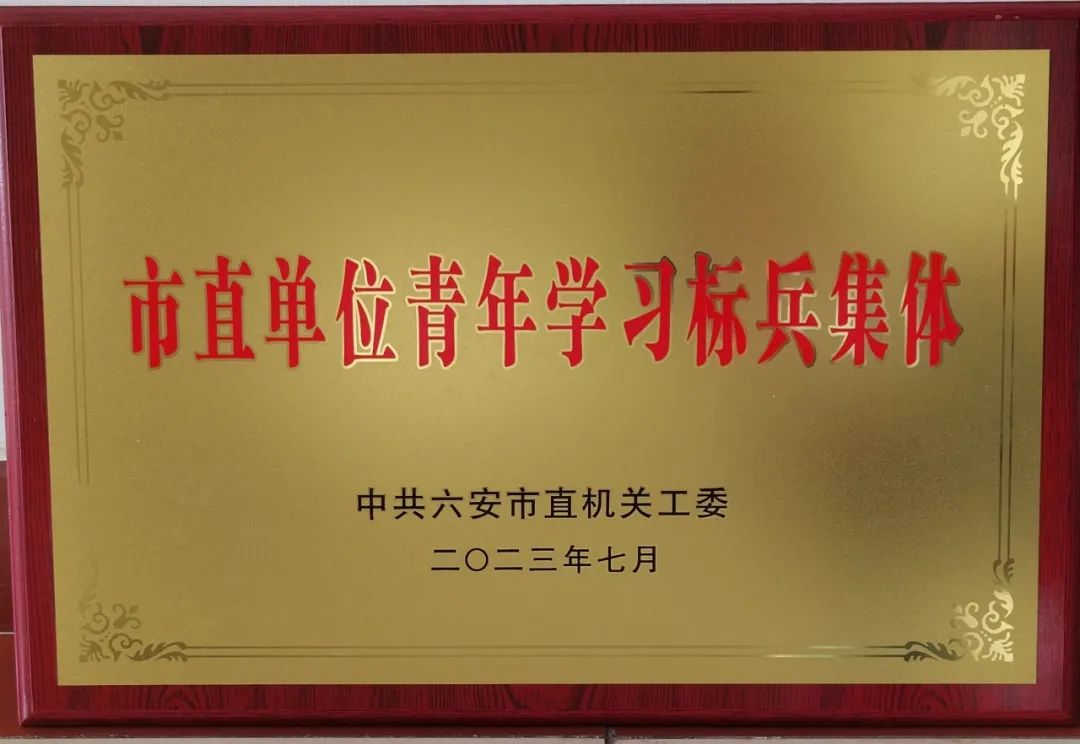 市直单位青年学习标兵集体
中共六安市直机关工委
二〇二三年七月